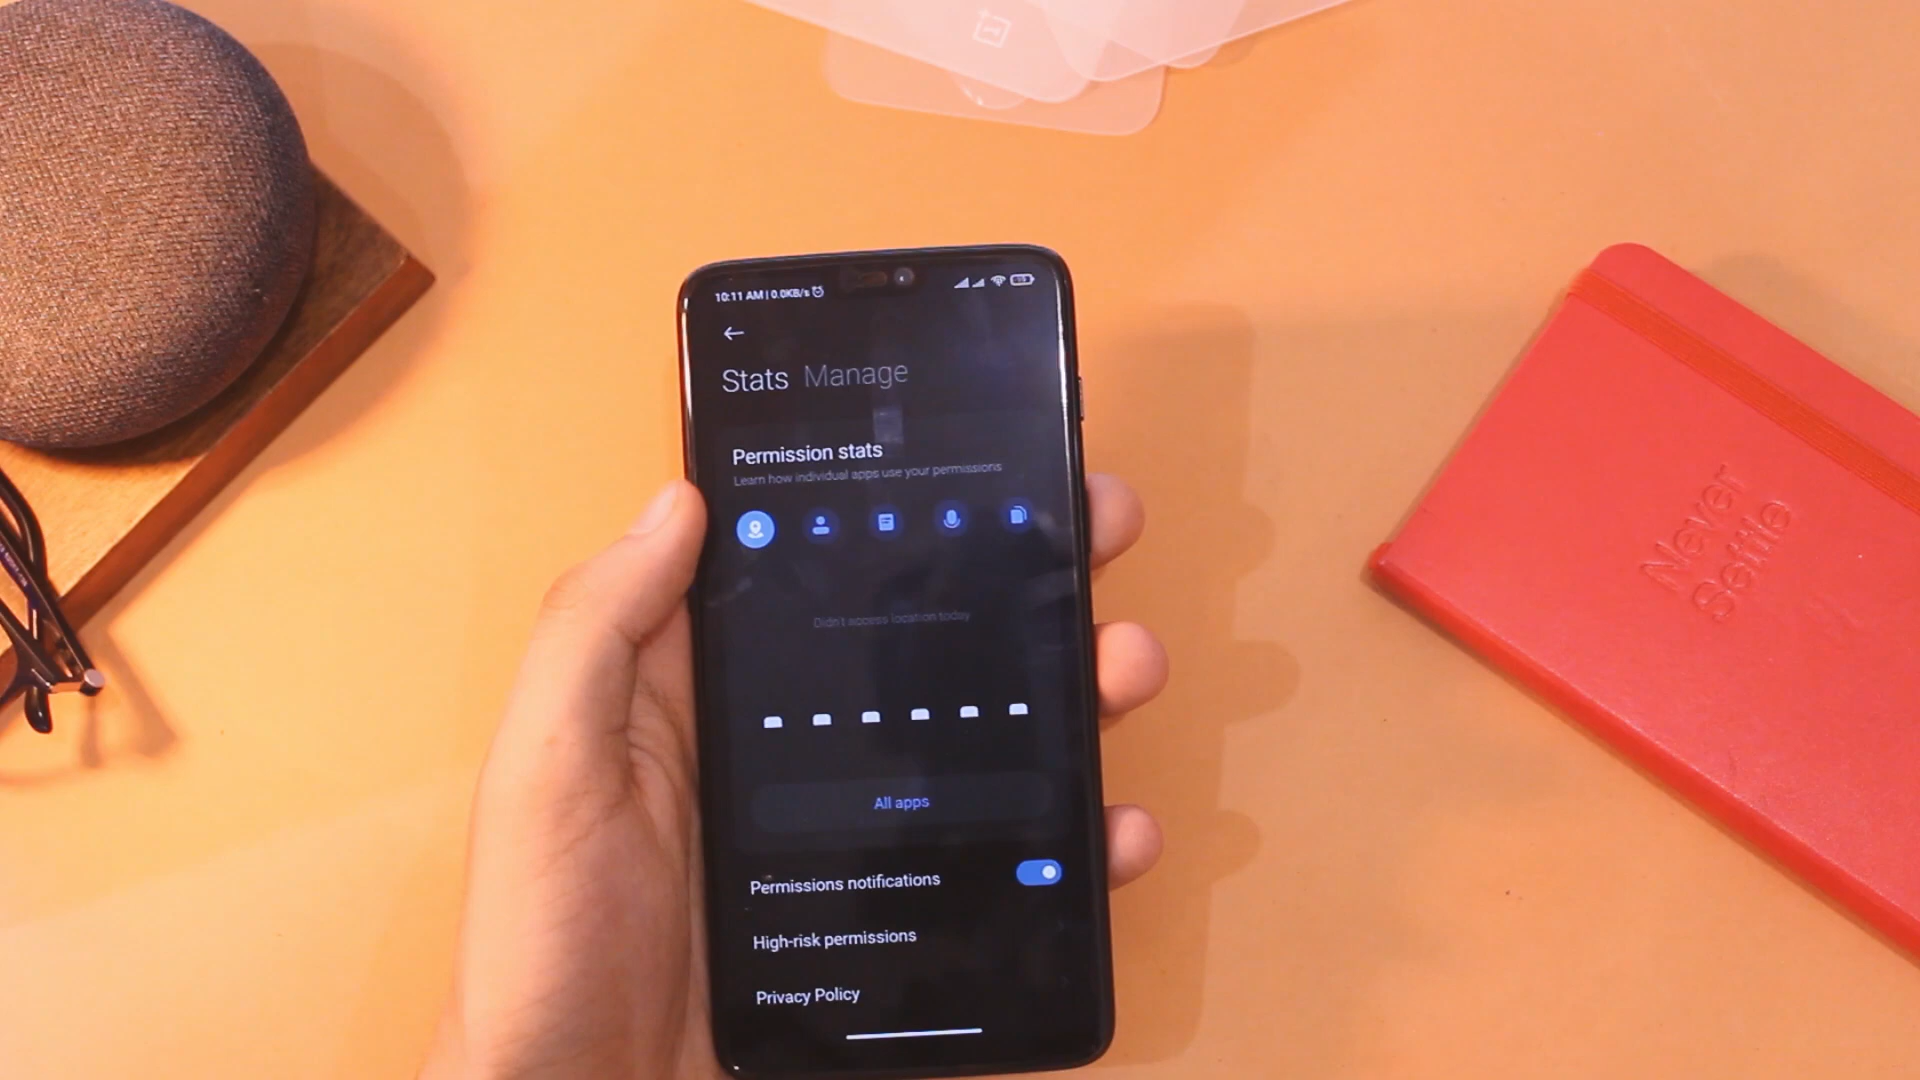 10:11 AM | 0.0KB/s
Stats Manage
Permission stats
Learn how individual apps use your permissions
Didn't access location today
All apps
Permissions notifications
High-risk permissions
Privacy Policy
Never
Settle